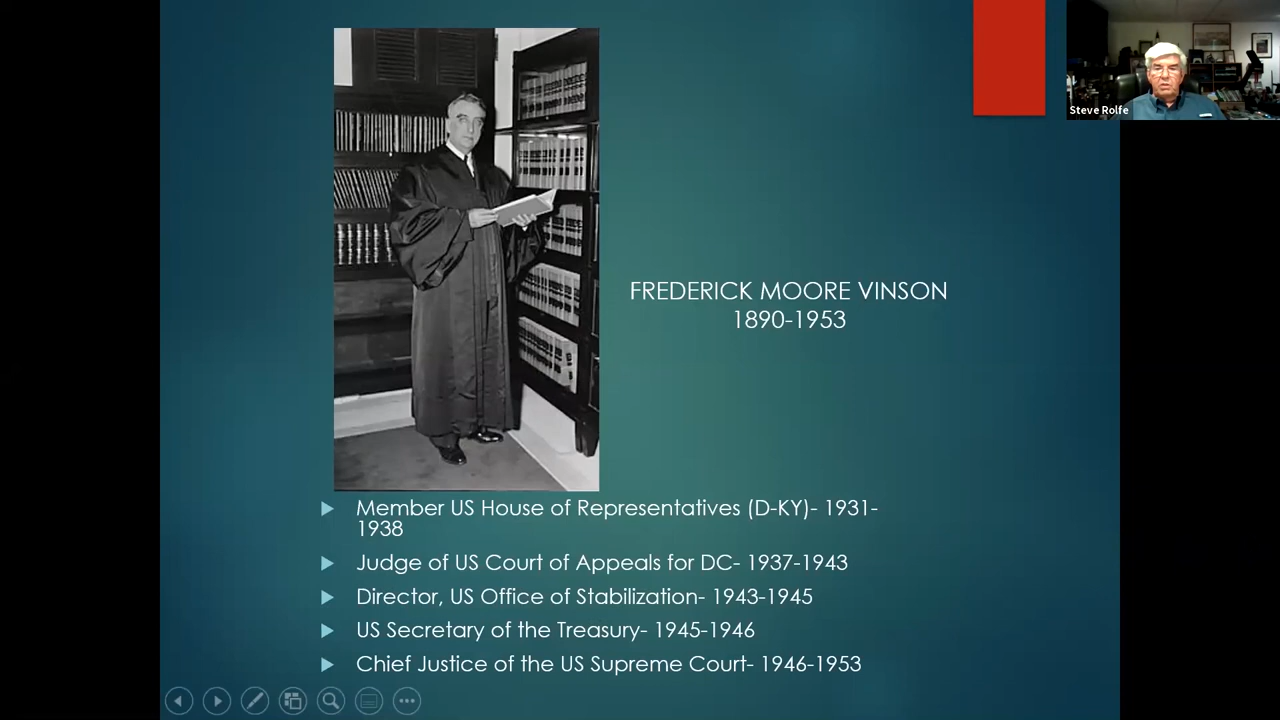 Steve Rolfe
FREDERICK MOORE VINSON
1890-1953
Member US House of Representatives (D-KY)- 1931-
1938
Judge of US Court of Appeals for DC- 1937-1943
Director, US Office of Stabilization- 1943-1945
US Secretary of the Treasury- 1945-1946
Chief Justice of the US Supreme Court- 1946-1953